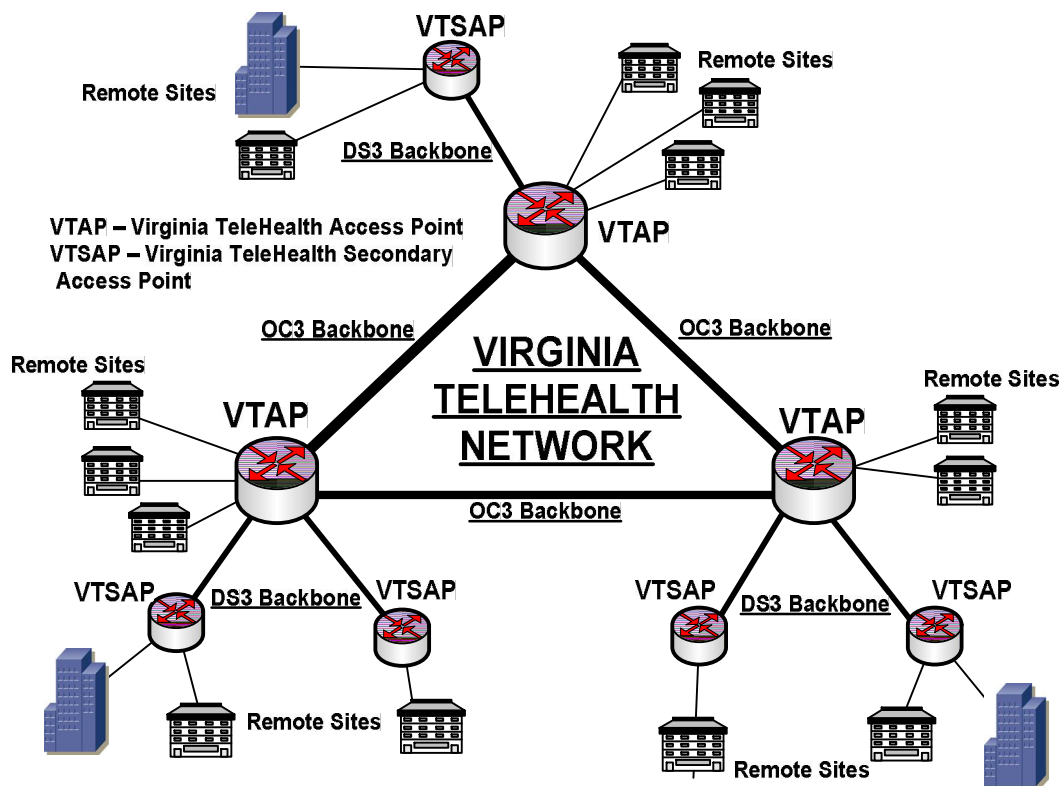 VTSAP
Remote Sites
Remote Sites
DS3 Backbone
VTAP – Virginia TeleHealth Access Point
VTSAP – Virginia TeleHealth Secondary
Access Point
VTAP
OC3 Backbone
OC3 Backbone
VIRGINIA
TELEHEALTH
NETWORK
Remote Sites
Remote Sites
VTAP
VTAP
OC3 Backbone
VTSAP
DS3 Backbone
VTSAP
VTSAP
DS3 Backbone
VTSAP
Remote Sites
Remote Sites